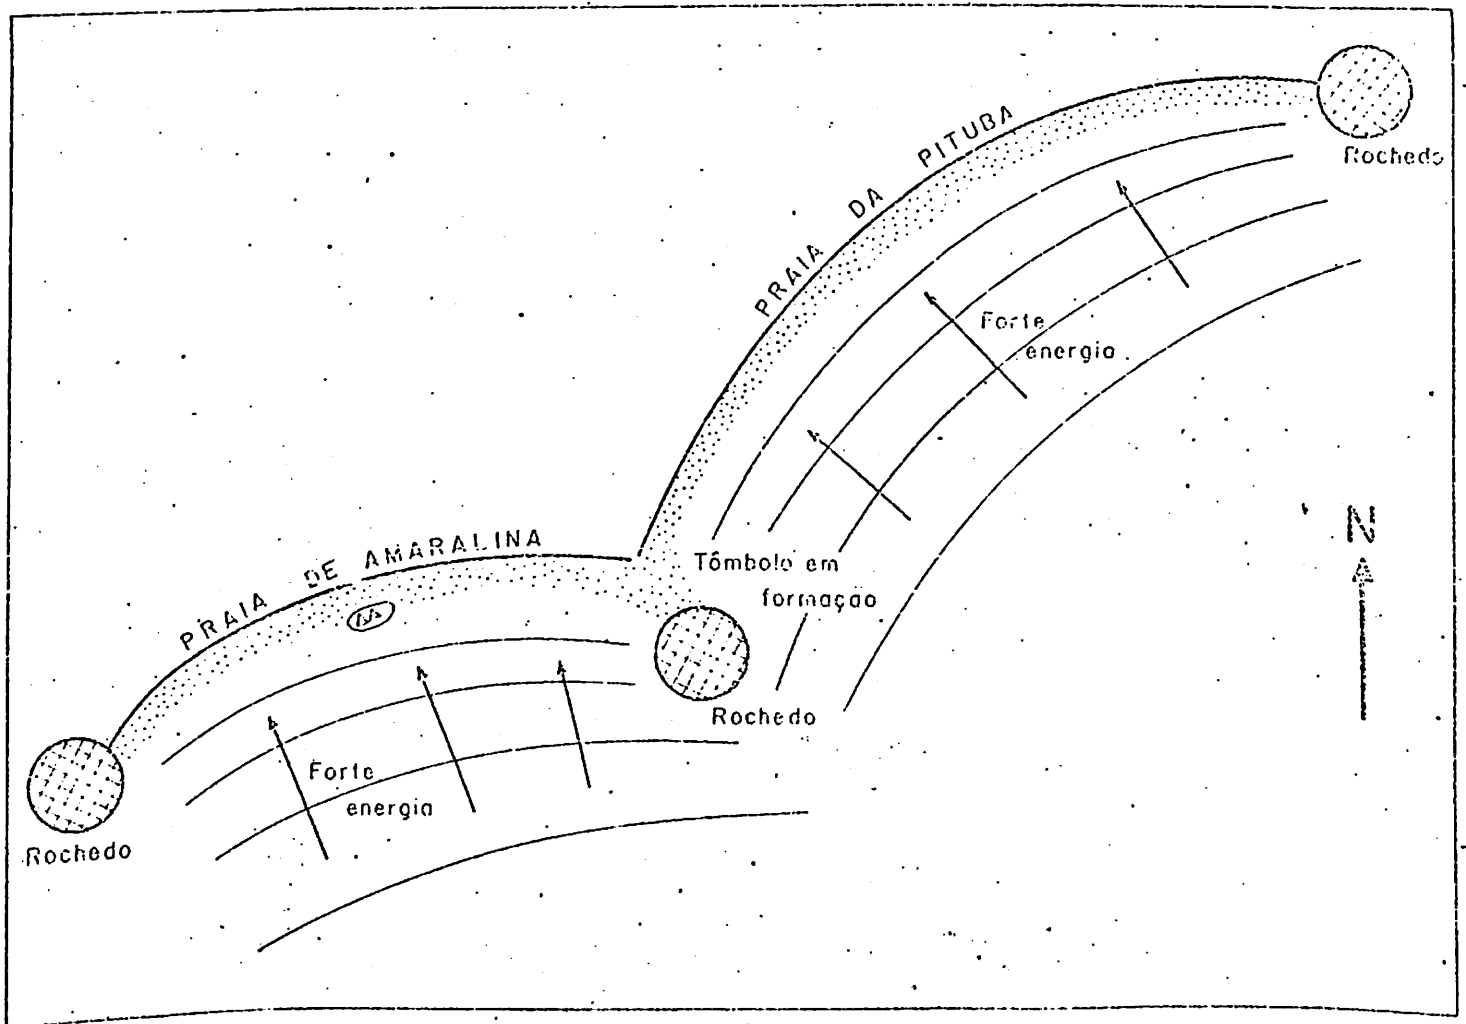 PRAIA DA PITUBA
Rochedo
Forte
energia
N
PRAIA DE AMARALINA
Tômbolo em
formação
Rochedo
Forte
energia
Rochedo